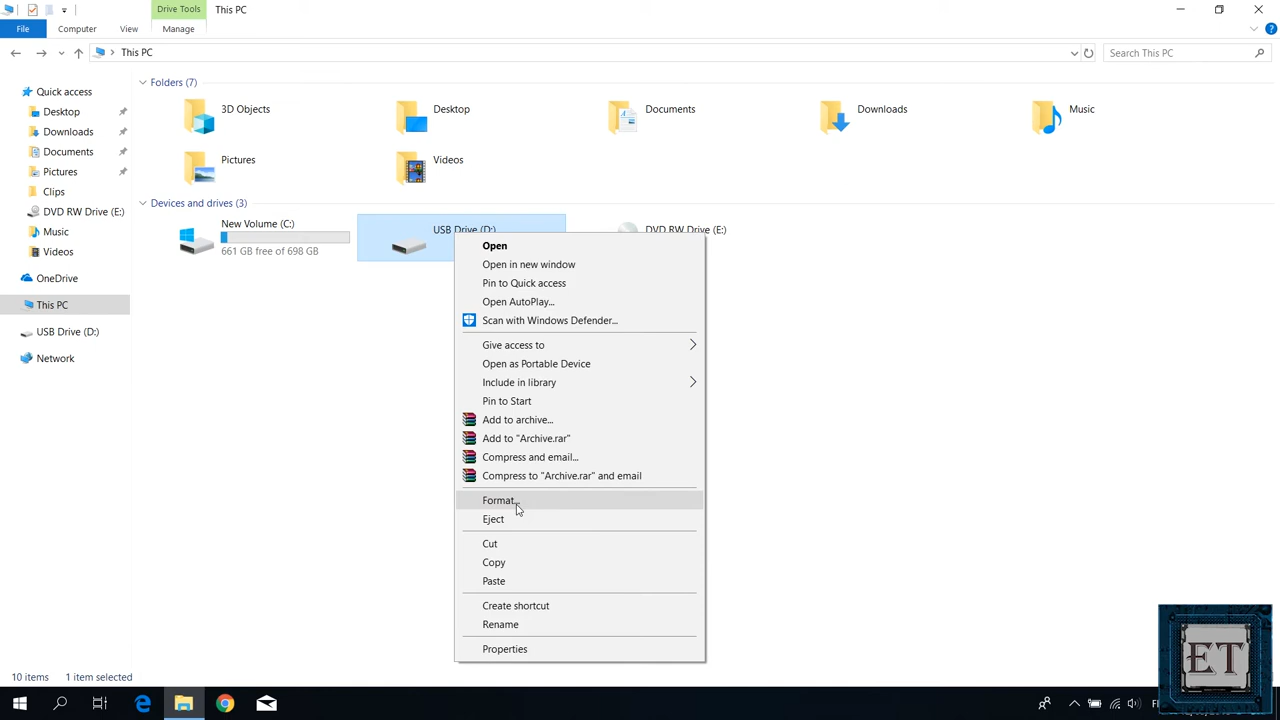 Drive Tools
This PC
File
Computer
View
Manage
This PC
Search This PC
Quick access
Desktop
Downloads
Documents
Pictures
Clips
DVD RW Drive (E:)
Music
Videos
OneDrive
This PC
USB Drive (D:)
Network
Folders (7)
3D Objects
Desktop
Documents
Downloads
Music
Pictures
Videos
Devices and drives (3)
New Volume (C:)
661 GB free of 698 GB
USB Drive (D:)
DVD RW Drive (E:)
Open
Open in new window
Pin to Quick access
Open AutoPlay...
Scan with Windows Defender...
Give access to
Open as Portable Device
Include in library
Pin to Start
Add to archive...
Add to "Archive.rar"
Compress and email...
Compress to "Archive.rar" and email
Format...
Eject
Cut
Copy
Paste
Create shortcut
Rename
Properties
10 items
1 item selected
ET